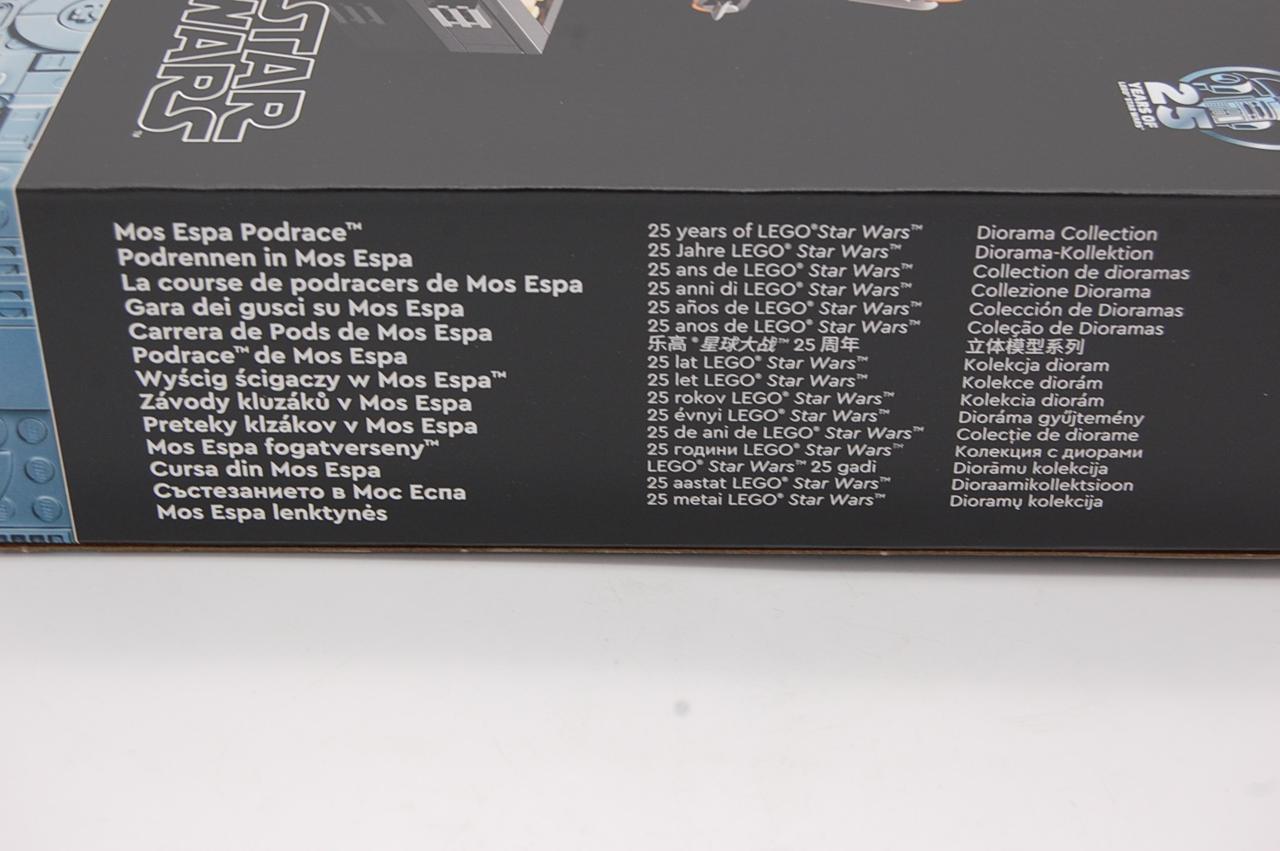 STAR
WARS
™
25
YEARS OF
Mos Espa Podrace™
Podrennen in Mos Espa
La course de podracers de Mos Espa
Gara dei gusci su Mos Espa
Carrera de Pods de Mos Espa
Podrace™ de Mos Espa
Wyścig ścigaczy w Mos Espa™
Závody kluzáků v Mos Espa
Preteky klzákov v Mos Espa
Mos Espa fogatverseny™
Cursa din Mos Espa
Състезанието в Мос Еспа
Mos Espa lenktynės
25 years of LEGO® Star Wars™
25 Jahre LEGO® Star Wars™
25 ans de LEGO® Star Wars™
25 anni di LEGO® Star Wars™
25 años de LEGO® Star Wars™
25 anos de LEGO® Star Wars™
乐高®星球大战™ 25 周年
25 lat LEGO® Star Wars™
25 let LEGO® Star Wars™
25 rokov LEGO® Star Wars™
25 évnyi LEGO® Star Wars™
25 de ani de LEGO® Star Wars™
25 години LEGO® Star Wars™
LEGO® Star Wars™ 25 gadi
25 aastat LEGO® Star Wars™
25 metai LEGO® Star Wars™
Diorama Collection
Diorama-Kollektion
Collection de dioramas
Collezione Diorama
Colección de Dioramas
Coleção de Dioramas
立体模型系列
Kolekcja dioram
Kolekce diorám
Kolekcia diorám
Dioráma gyűjtemény
Colecție de diorame
Колекция с диорами
Diorāmu kolekcija
Dioraamikollektsioon
Dioramų kolekcija